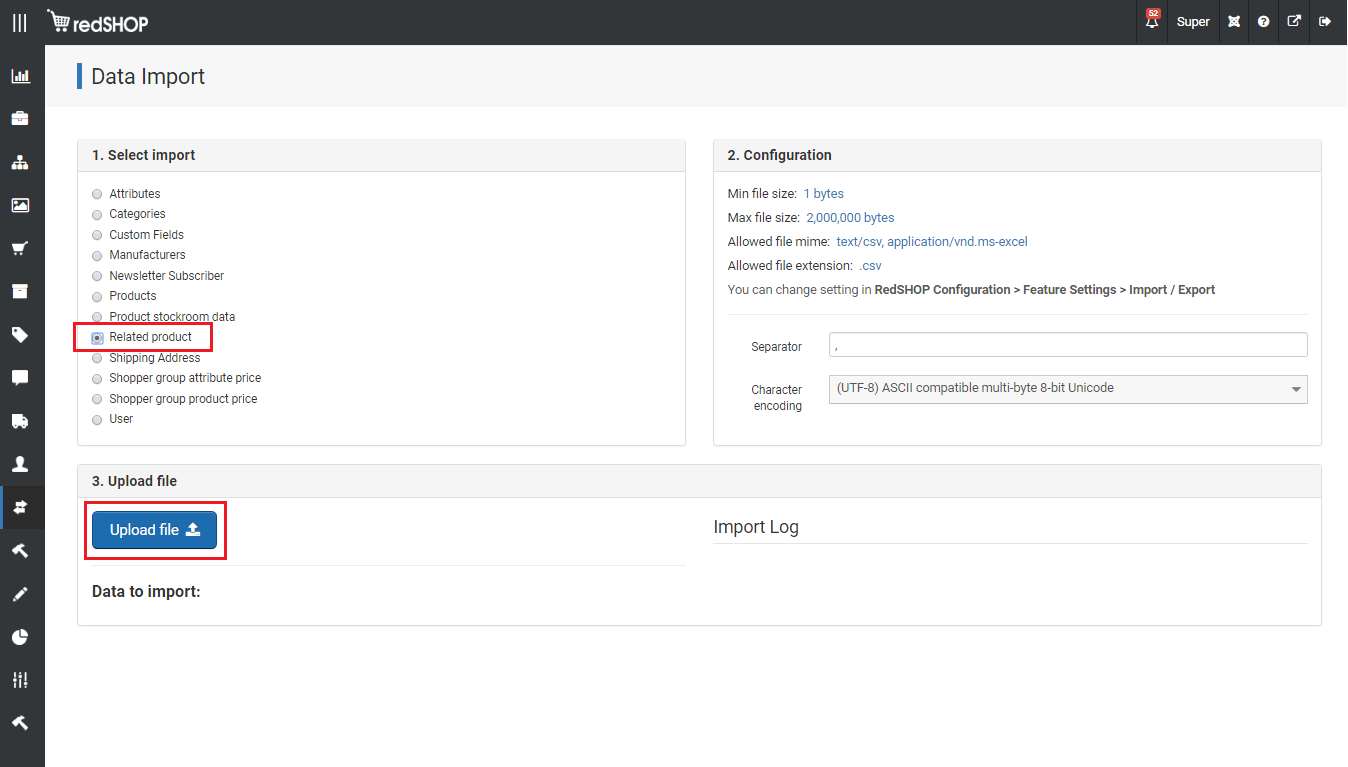 redSHOP
52
Super
Data Import
1. Select import
Attributes
Categories
Custom Fields
Manufacturers
Newsletter Subscriber
Products
Product stockroom data
Related product
Shipping Address
Shopper group attribute price
Shopper group product price
User
2. Configuration
Min file size: 1 bytes
Max file size: 2,000,000 bytes
Allowed file mime: text/csv, application/vnd.ms-excel
Allowed file extension: .csv
You can change setting in RedSHOP Configuration > Feature Settings > Import / Export
Separator ,
Character
encoding
(UTF-8) ASCII compatible multi-byte 8-bit Unicode
3. Upload file
Upload file
Import Log
Data to import: